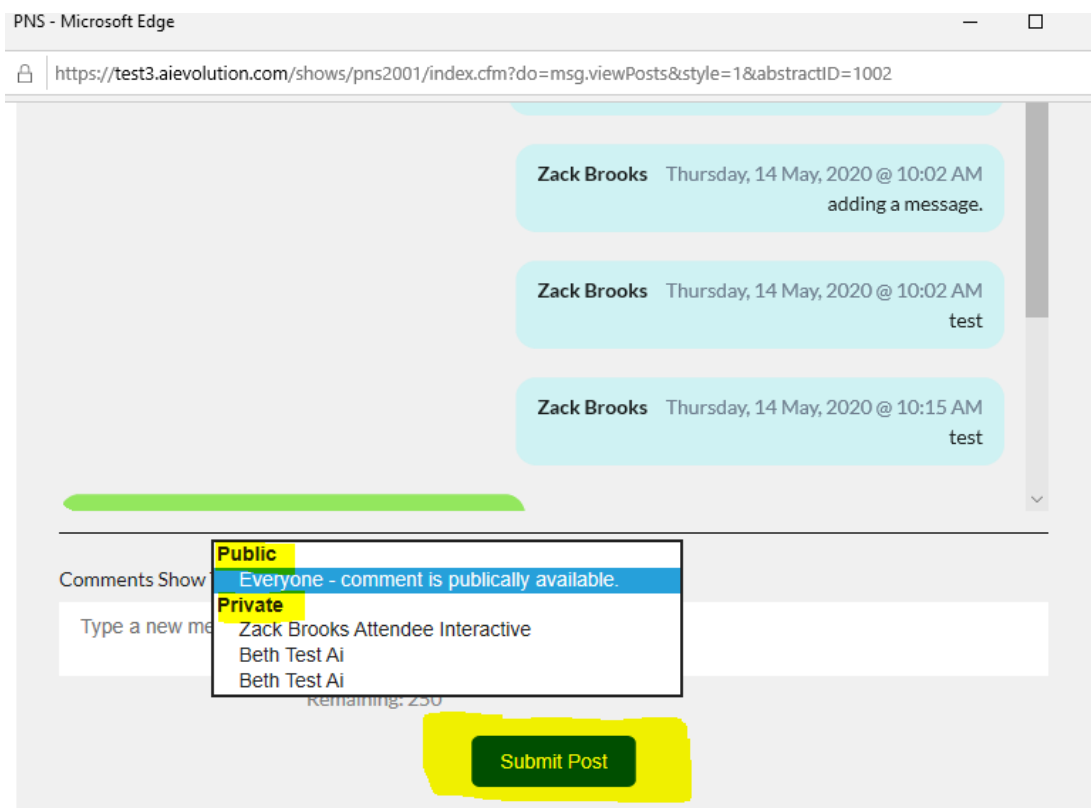 PNS - Microsoft Edge
https://test3.aievolution.com/shows/pns2001/index.cfm?do=msg.viewPosts&style=1&abstractID=1002
Zack Brooks Thursday, 14 May, 2020 @ 10:02 AM
adding a message.
Zack Brooks Thursday, 14 May, 2020 @ 10:02 AM
test
Zack Brooks Thursday, 14 May, 2020 @ 10:15 AM
test
Public
Comments Show Everyone - comment is publically available.
Private
Type a new me Zack Brooks Attendee Interactive
Beth Test Ai
Beth Test Ai
Remaining: 250
Submit Post